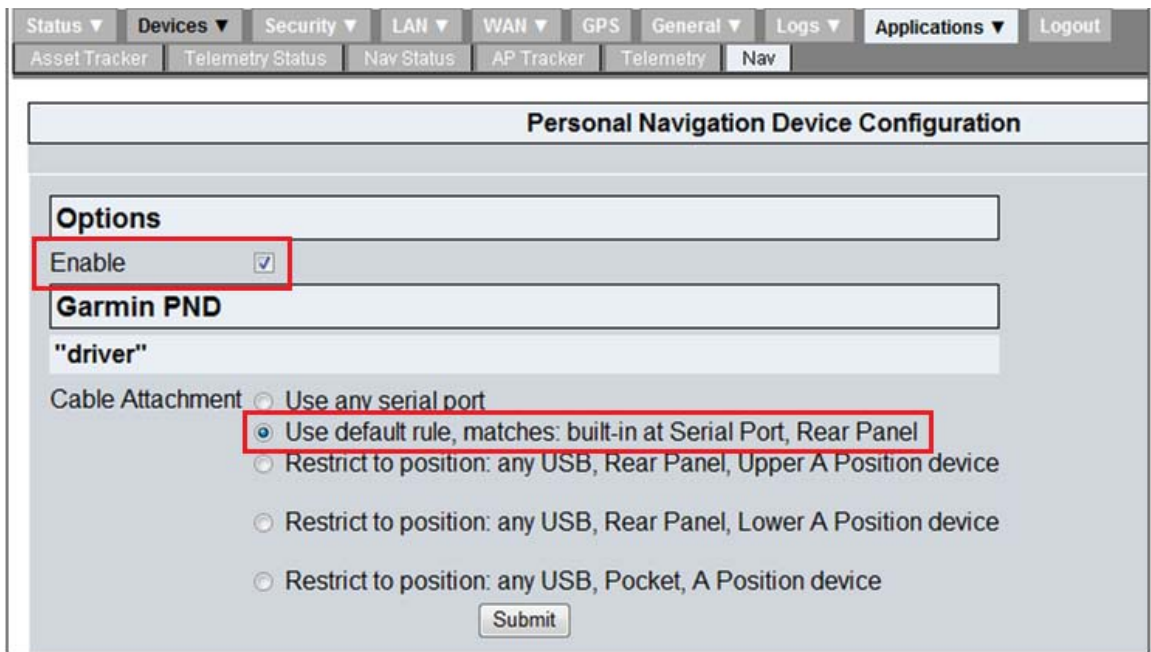 Status ▼ Devices ▼ Security ▼ LAN ▼ WAN ▼ GPS General ▼ Logs ▼ Applications ▼ Logout
Asset Tracker Telemetry Status Nav Status AP Tracker Telemetry Nav
Personal Navigation Device Configuration
Options
Enable
Garmin PND
"driver"
Cable Attachment Use any serial port
Use default rule, matches: built-in at Serial Port, Rear Panel
Restrict to position: any USB, Rear Panel, Upper A Position device
Restrict to position: any USB, Rear Panel, Lower A Position device
Restrict to position: any USB, Pocket, A Position device
Submit